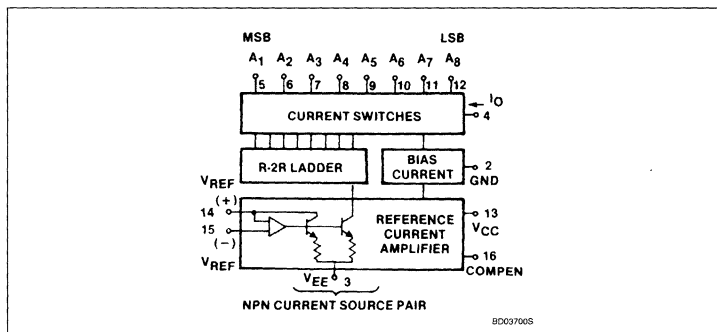 MSB LSB
A1 A2 A3 A4 A5 A6 A7 A8
5 6 7 8 9 10 11 12
IO
CURRENT SWITCHES
4
R-2R LADDER
BIAS
CURRENT
2
GND
VREF
(+)
14
15
(−)
VREF
REFERENCE
CURRENT
AMPLIFIER
13
VCC
16
COMPEN
VEE 3
NPN CURRENT SOURCE PAIR
BD03700S